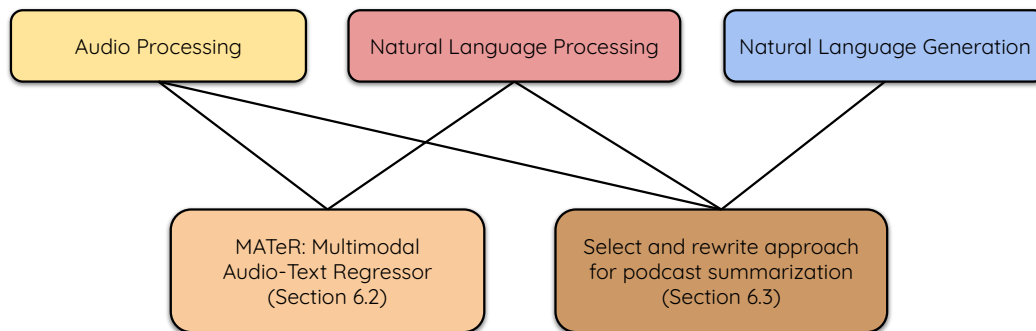 Audio Processing
Natural Language Processing
Natural Language Generation
MATeR: Multimodal
Audio-Text Regressor
(Section 6.2)
Select and rewrite approach
for podcast summarization
(Section 6.3)